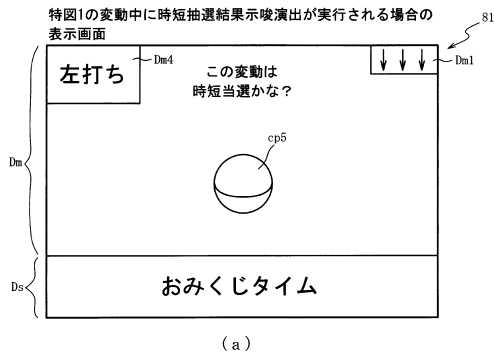 特図1の変動中に時短抽選結果示唆演出が実行される場合の
表示画面
81
左打ち
Dm4
この変動は
時短当選かな？
Dm1
cp5
Dm
Ds
おみくじタイム
(a)